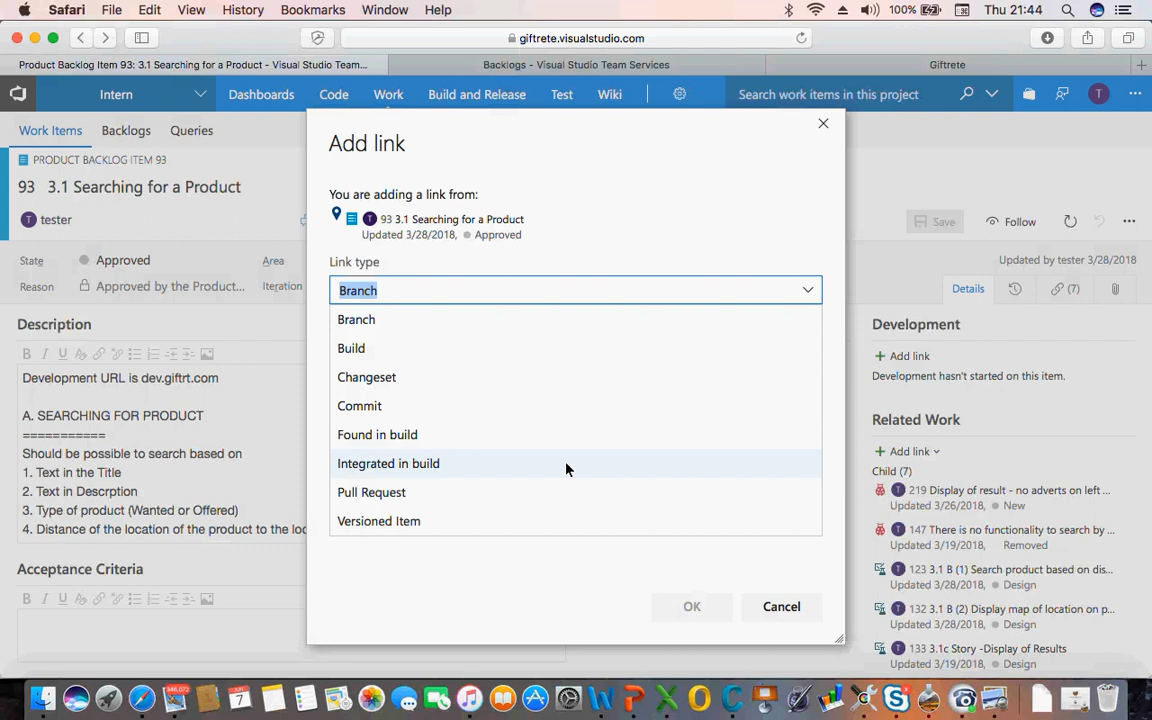 Safari File Edit View History Bookmarks Window Help 100% Thu 21:44
giftrete.visualstudio.com
Product Backlog Item 93: 3.1 Searching for a Product - Visual Studio Team... Backlogs - Visual Studio Team Services Giftrete
Intern Dashboards Code Work Build and Release Test Wiki Search work items in this project T
Work Items Backlogs Queries
PRODUCT BACKLOG ITEM 93
93 3.1 Searching for a Product
T tester
Save Follow
State Approved Area
Reason Approved by the Product... Iteration
Updated by tester 3/28/2018
Details (7)
Description
Development URL is dev.giftrt.com
A. SEARCHING FOR PRODUCT
===========
Should be possible to search based on
1. Text in the Title
2. Text in Descrption
3. Type of product (Wanted or Offered)
4. Distance of the location of the product to the loc
Acceptance Criteria
Add link
You are adding a link from:
T 93 3.1 Searching for a Product
Updated 3/28/2018, Approved
Link type
Branch
Branch
Build
Changeset
Commit
Found in build
Integrated in build
Pull Request
Versioned Item
OK Cancel
Development
+ Add link
Development hasn't started on this item.
Related Work
+ Add link
Child (7)
T 219 Display of result - no adverts on left ...
Updated 3/26/2018, New
T 147 There is no functionality to search by ...
Updated 3/19/2018, Removed
T 123 3.1 B (1) Search product based on dis...
Updated 3/28/2018, Design
T 132 3.1 B (2) Display map of location on p...
Updated 3/28/2018, Design
T 133 3.1c Story -Display of Results
Updated 3/19/2018, Design